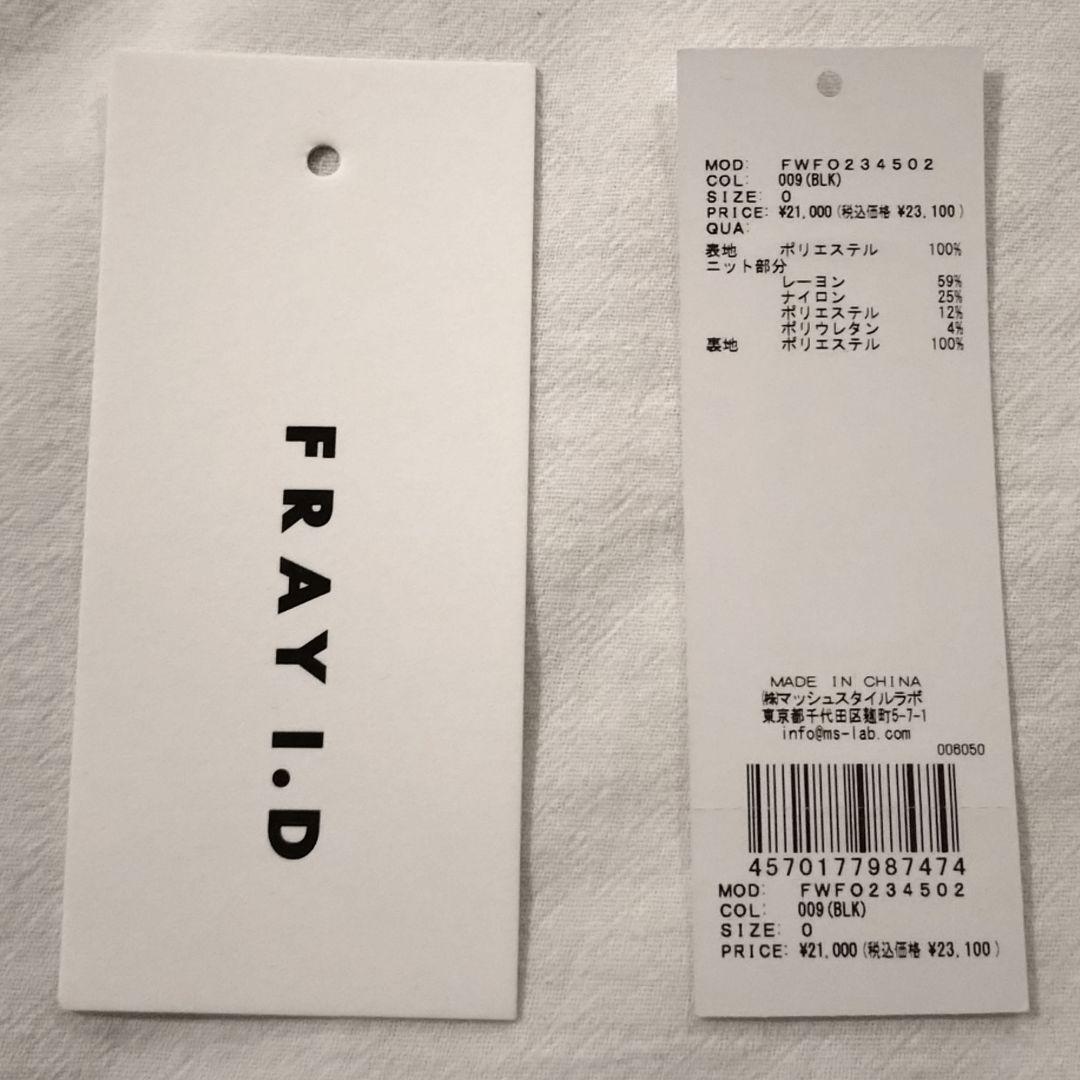 FRAY I.D
MOD: FWFO234502
COL: 009(BLK)
SIZE: 0
PRICE: ¥21,000(税込価格 ¥23,100)
QUA:
表地 ポリエステル 100%
ニット部分
レーヨン 59%
ナイロン 25%
ポリエステル 12%
ポリウレタン 4%
裏地 ポリエステル 100%
MADE IN CHINA
㈱マッシュスタイルラボ
東京都千代田区麹町5-7-1
info@ms-lab.com
006050
4570177987474
MOD: FWFO234502
COL: 009(BLK)
SIZE: 0
PRICE: ¥21,000(税込価格 ¥23,100)